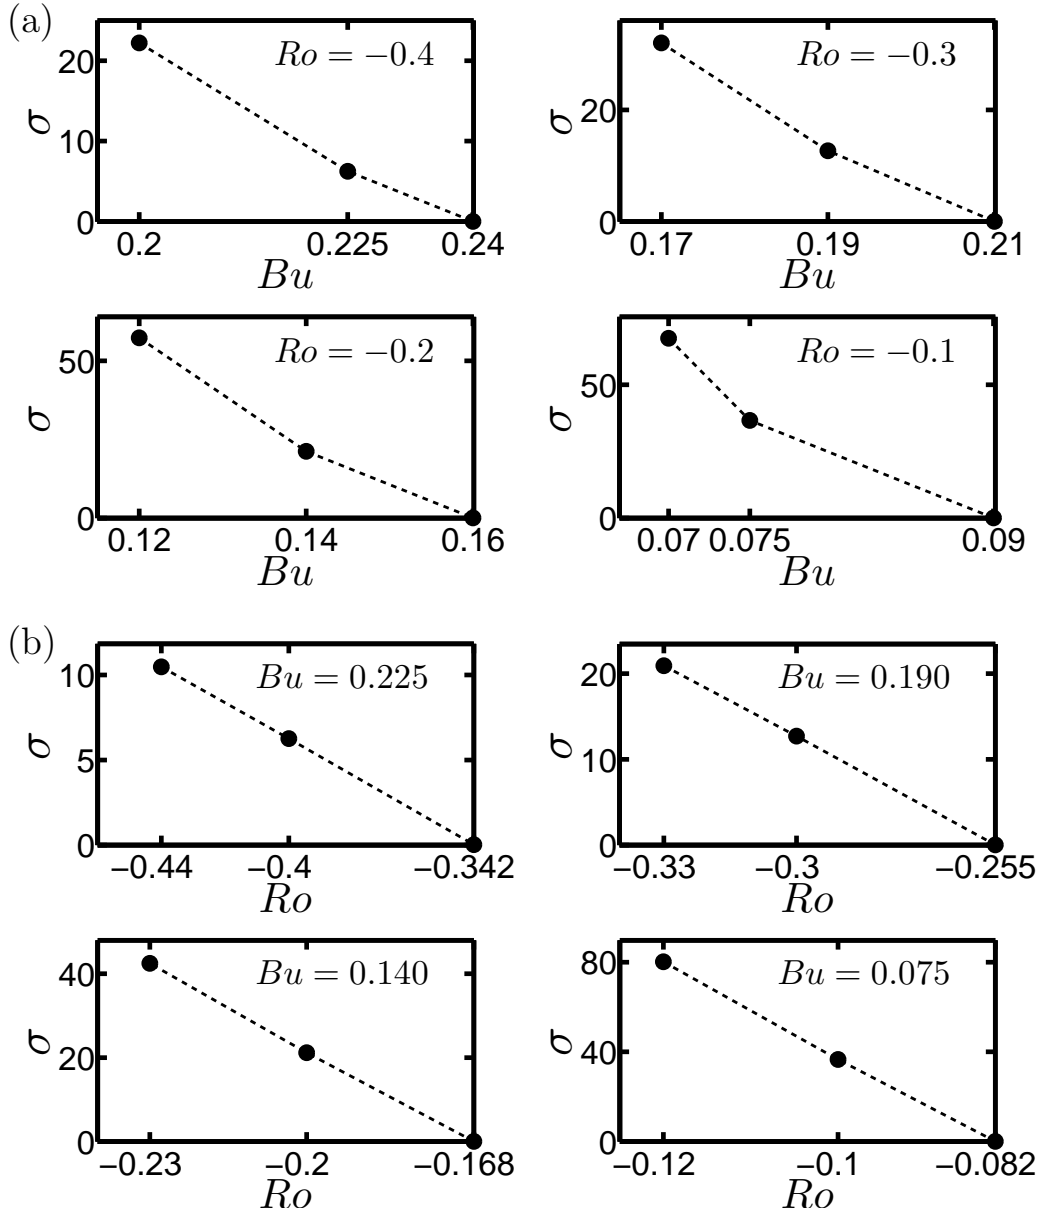 (a)
Ro = −0.4
20
10
0
σ
0.2 0.225 0.24
Bu
Ro = −0.3
20
0
σ
0.17 0.19 0.21
Bu
Ro = −0.2
50
0
σ
0.12 0.14 0.16
Bu
Ro = −0.1
50
0
σ
0.07 0.075 0.09
Bu
(b)
Bu = 0.225
10
5
0
σ
−0.44 −0.4 −0.342
Ro
Bu = 0.190
20
10
0
σ
−0.33 −0.3 −0.255
Ro
Bu = 0.140
40
20
0
σ
−0.23 −0.2 −0.168
Ro
Bu = 0.075
80
40
0
σ
−0.12 −0.1 −0.082
Ro